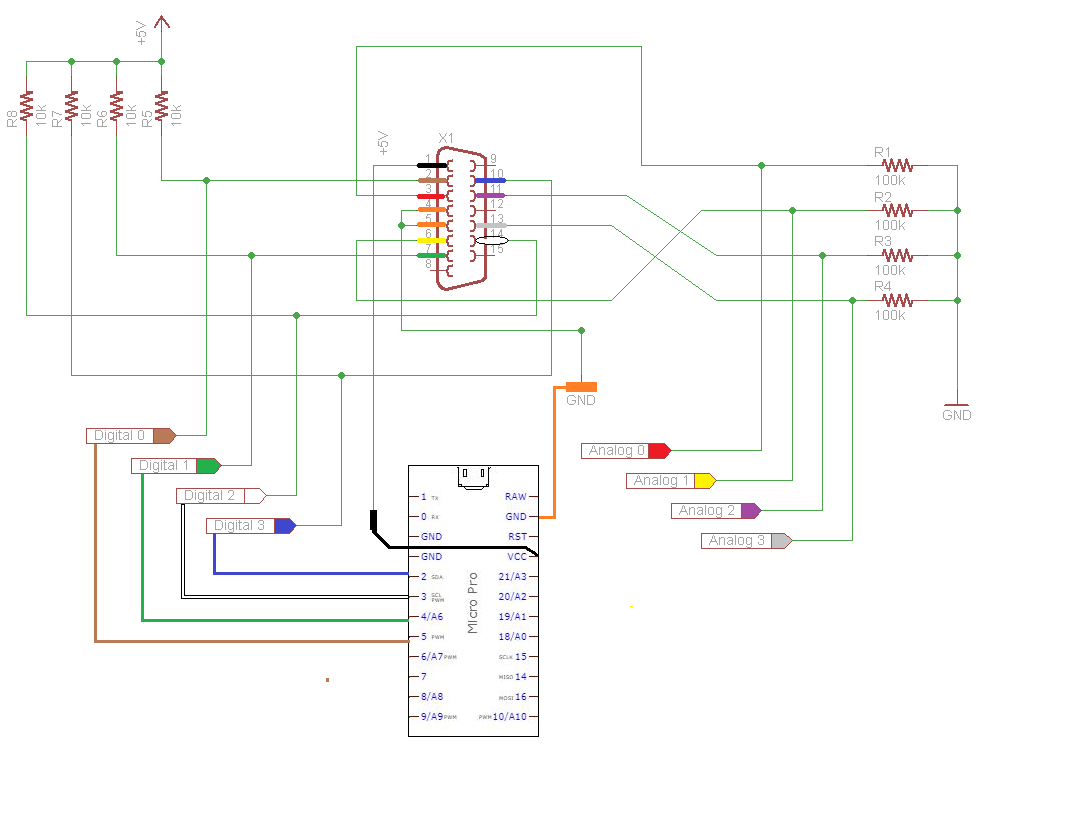 +5V
R8
10k
R7
10k
R6
10k
R5
10k
+5V
X1
1
2
3
4
5
6
7
8
9
10
11
12
13
14
15
R1
100k
R2
100k
R3
100k
R4
100k
GND
GND
Digital 0
Digital 1
Digital 2
Digital 3
Analog 0
Analog 1
Analog 2
Analog 3
Micro Pro
1 TX
0 RX
GND
GND
2 SDA
3 SCL PWM
4/A6
5 PWM
6/A7 PWM
7
8/A8
9/A9 PWM
RAW
GND
RST
VCC
21/A3
20/A2
19/A1
18/A0
SCLK 15
MISO 14
MOSI 16
PWM 10/A10